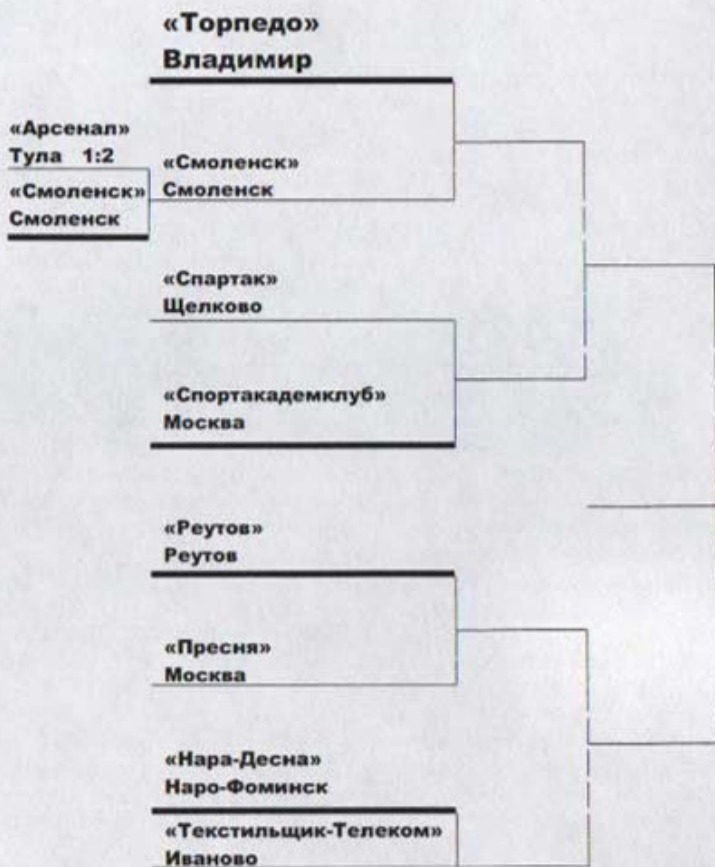 «Торпедо»
Владимир
«Арсенал»
Тула 1:2
«Смоленск»
Смоленск
«Смоленск»
Смоленск
«Спартак»
Щелково
«Спортакадемклуб»
Москва
«Реутов»
Реутов
«Пресня»
Москва
«Нара-Десна»
Наро-Фоминск
«Текстильщик-Телеком»
Иваново